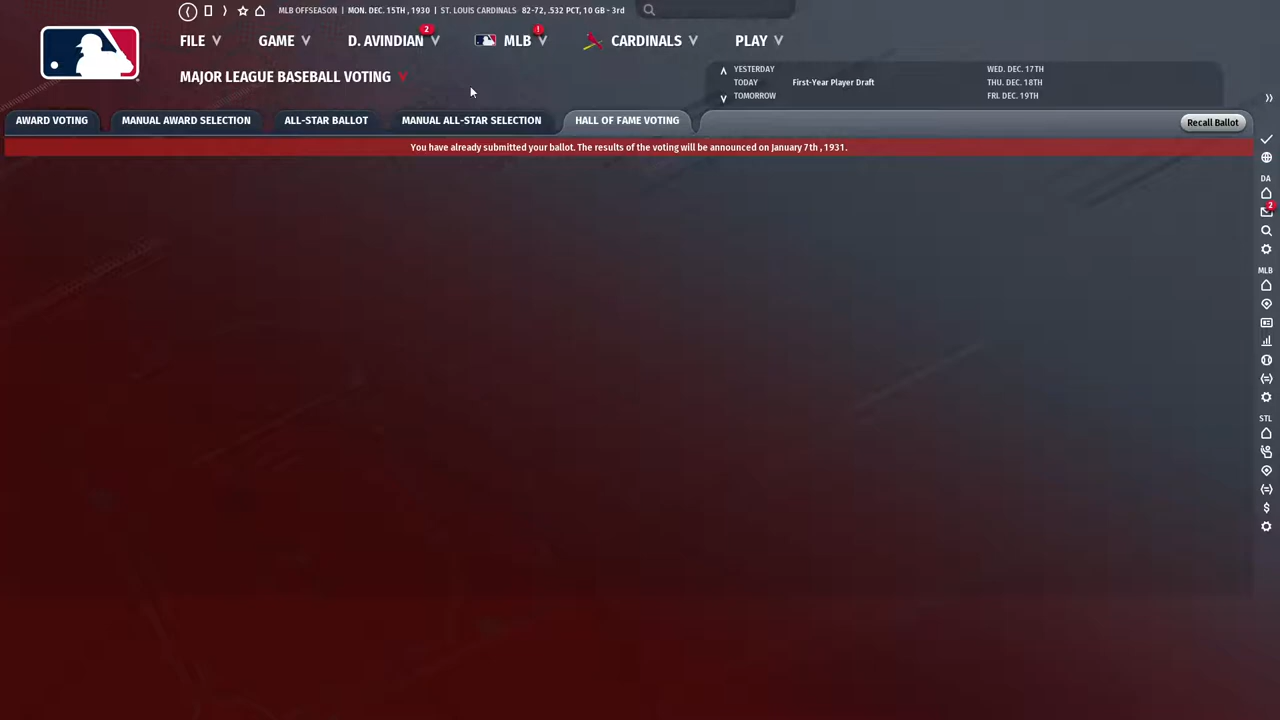 MLB OFFSEASON | MON. DEC. 15TH , 1930 | ST. LOUIS CARDINALS 82-72, .532 PCT, 10 GB - 3rd
FILE GAME D. AVINDIAN 2 MLB ! CARDINALS PLAY
MAJOR LEAGUE BASEBALL VOTING
YESTERDAY WED. DEC. 17TH
TODAY First-Year Player Draft THU. DEC. 18TH
TOMORROW FRI. DEC. 19TH
AWARD VOTING MANUAL AWARD SELECTION ALL-STAR BALLOT MANUAL ALL-STAR SELECTION HALL OF FAME VOTING Recall Ballot
You have already submitted your ballot. The results of the voting will be announced on January 7th , 1931.
DA
2
MLB
STL